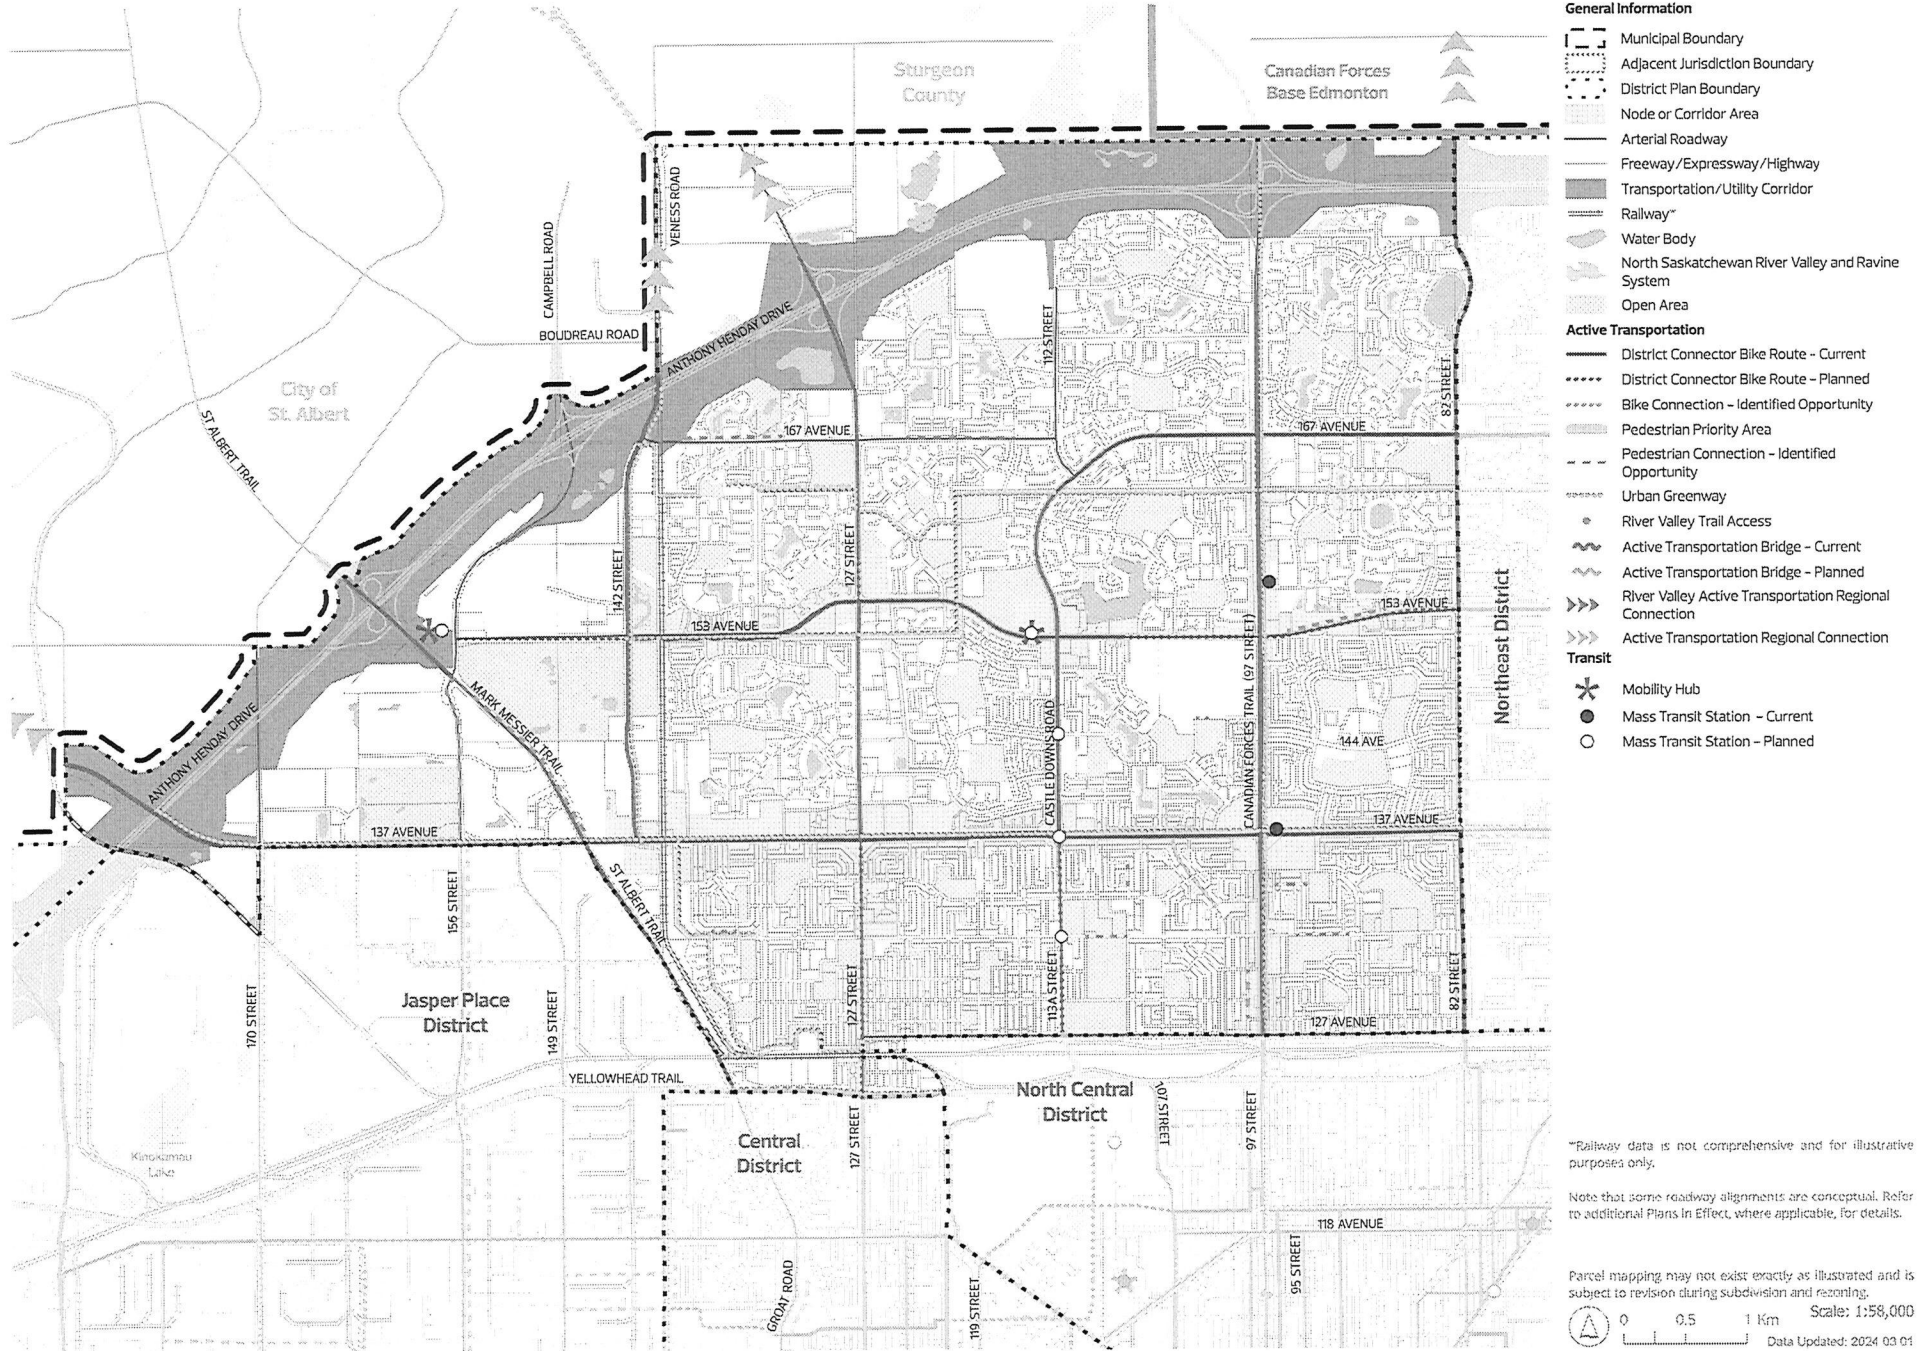 General Information
Municipal Boundary
Adjacent Jurisdiction Boundary
District Plan Boundary
Node or Corridor Area
Arterial Roadway
Freeway/Expressway/Highway
Transportation/Utility Corridor
Railway*
Water Body
North Saskatchewan River Valley and Ravine
System
Open Area
Active Transportation
District Connector Bike Route - Current
District Connector Bike Route - Planned
Bike Connection - Identified Opportunity
Pedestrian Priority Area
Pedestrian Connection - Identified
Opportunity
Urban Greenway
River Valley Trail Access
Active Transportation Bridge - Current
Active Transportation Bridge - Planned
River Valley Active Transportation Regional
Connection
Active Transportation Regional Connection
Transit
Mobility Hub
Mass Transit Station - Current
Mass Transit Station - Planned
Sturgeon
County
Canadian Forces
Base Edmonton
VENESS ROAD
CAMPBELL ROAD
BOUDREAU ROAD
ANTHONY HENDAY DRIVE
112 STREET
82 STREET
City of
St. Albert
ST ALBERT TRAIL
167 AVENUE
167 AVENUE
142 STREET
127 STREET
153 AVENUE
153 AVENUE
Northeast District
MARK MESSIER TRAIL
ANTHONY HENDAY DRIVE
CASTLE DOWNS ROAD
CANADIAN FORCES TRAIL (97 STREET)
144 AVE
137 AVENUE
137 AVENUE
156 STREET
ST ALBERT TRAIL
170 STREET
Jasper Place
District
149 STREET
127 STREET
113A STREET
82 STREET
127 AVENUE
YELLOWHEAD TRAIL
North Central
District
107 STREET
97 STREET
Central
District
127 STREET
Kinokamau
Lake
118 AVENUE
95 STREET
GROAT ROAD
119 STREET
*Railway data is not comprehensive and for illustrative
purposes only.
Note that some roadway alignments are conceptual. Refer
to additional Plans in Effect, where applicable, for details.
Parcel mapping may not exist exactly as illustrated and is
subject to revision during subdivision and rezoning.
Scale: 1:58,000
0 0.5 1 Km
Data Updated: 2024 03 01